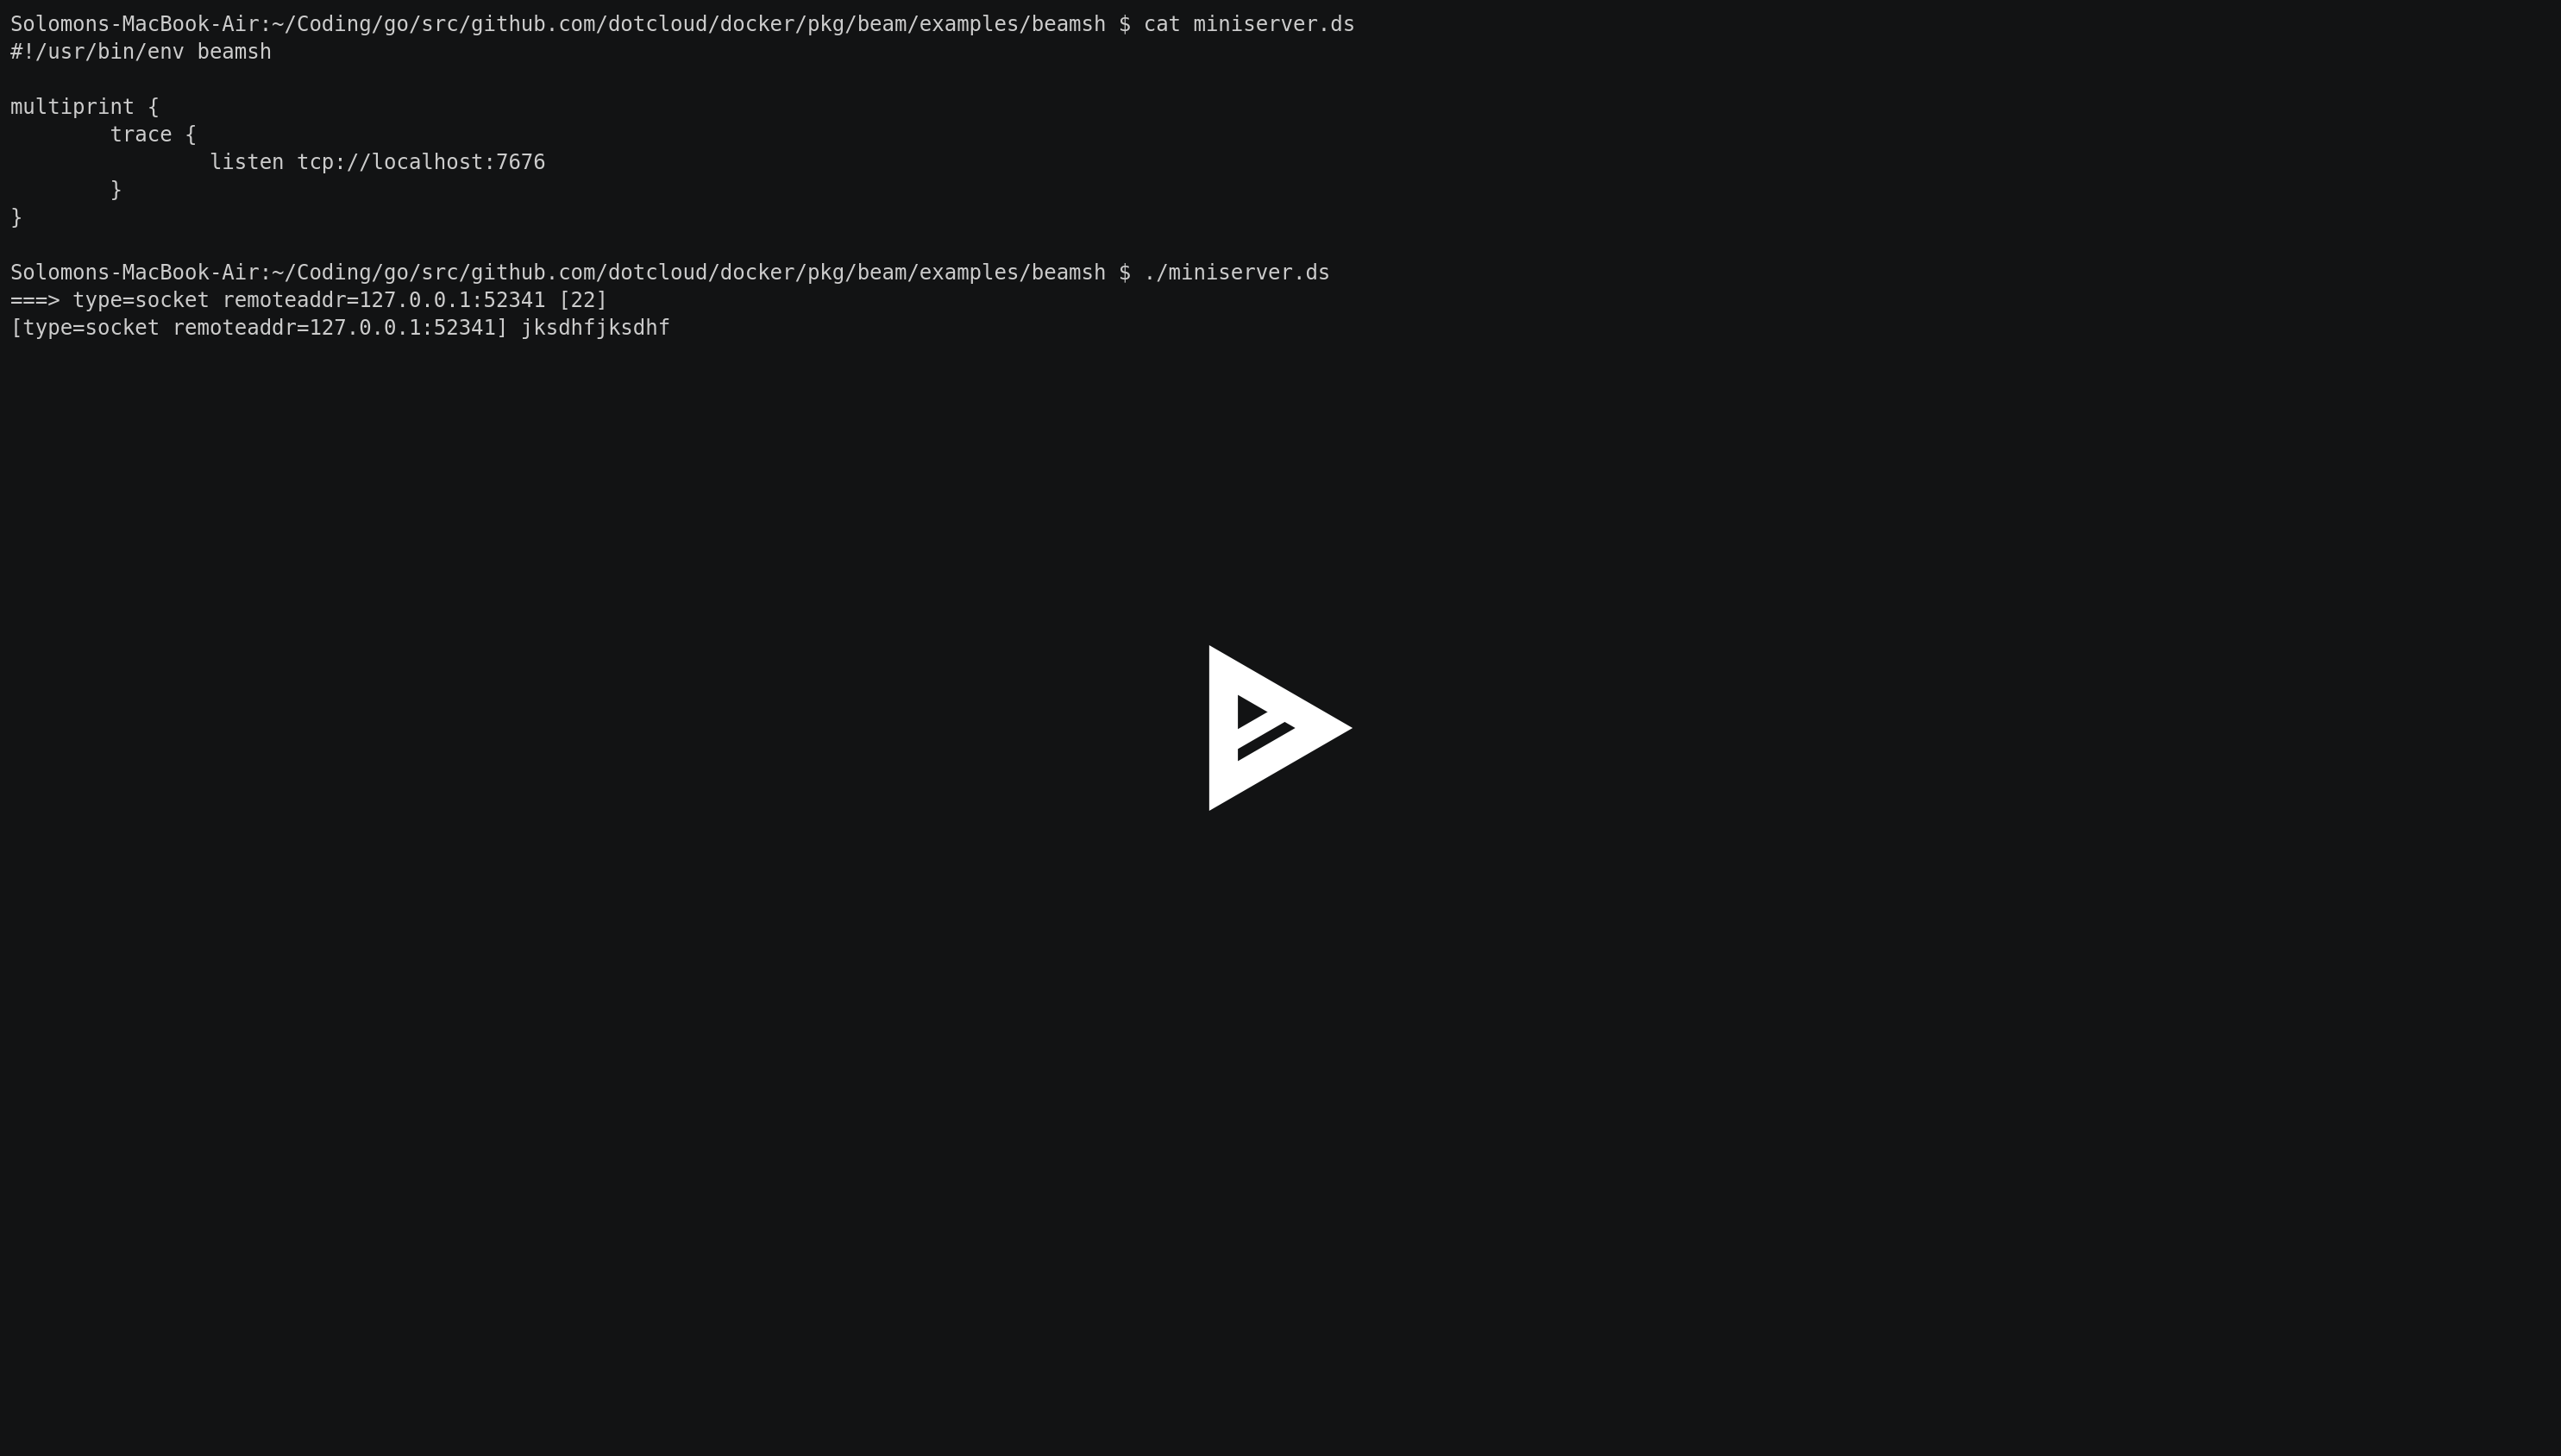 Solomons-MacBook-Air:~/Coding/go/src/github.com/dotcloud/docker/pkg/beam/examples/beamsh $ cat miniserver.ds
#!/usr/bin/env beamsh

multiprint {
        trace {
                listen tcp://localhost:7676
        }
}

Solomons-MacBook-Air:~/Coding/go/src/github.com/dotcloud/docker/pkg/beam/examples/beamsh $ ./miniserver.ds
===> type=socket remoteaddr=127.0.0.1:52341 [22]
[type=socket remoteaddr=127.0.0.1:52341] jksdhfjksdhf